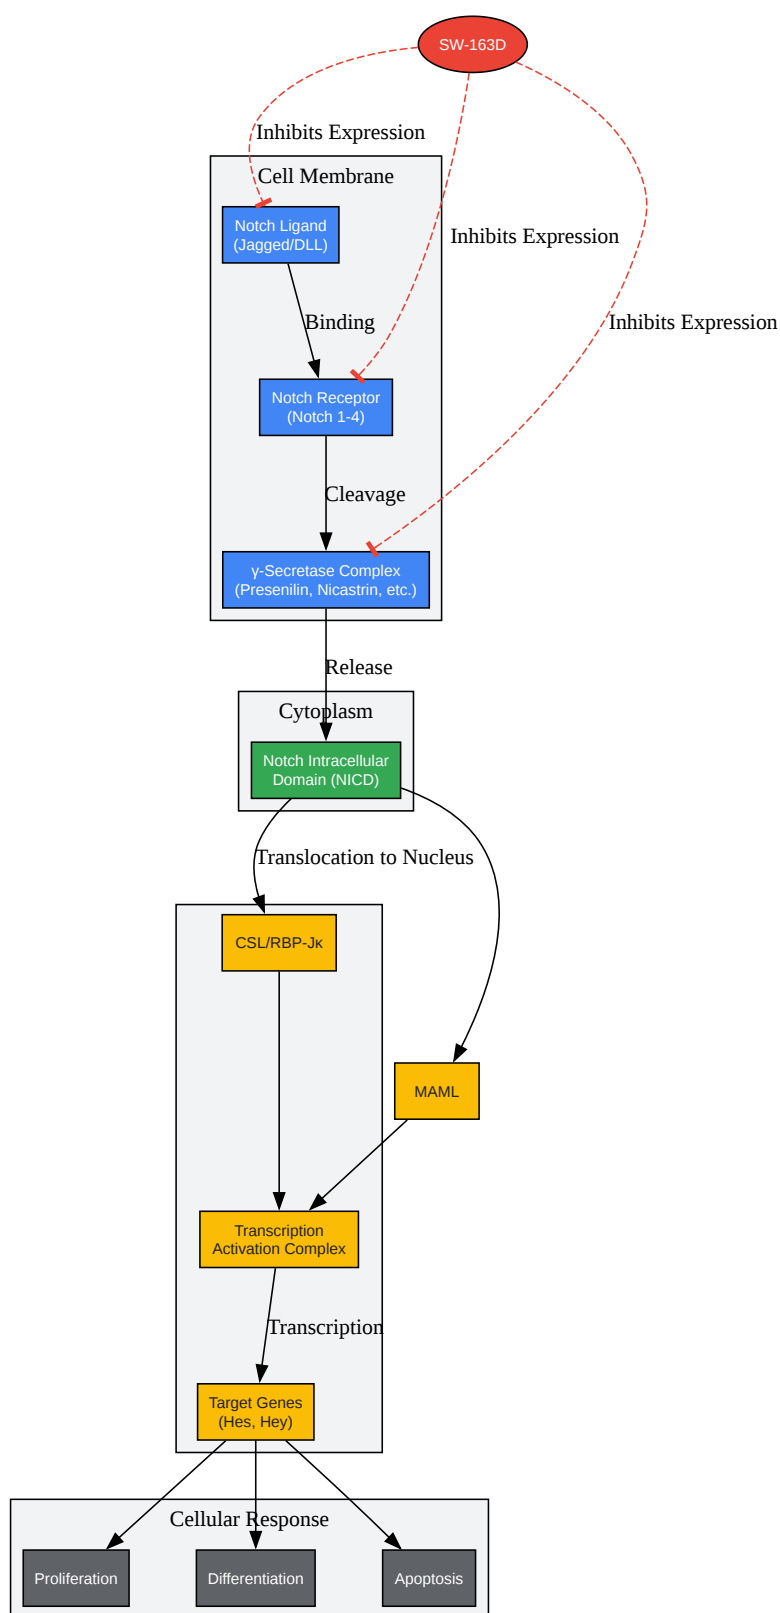 SW-163D
Inhibits Expression
Cell Membrane
Notch Ligand
(Jagged/DLL)
Inhibits Expression
Binding
Inhibits Expression
Notch Receptor
(Notch 1-4)
Cleavage
γ-Secretase Complex
(Presenilin, Nicastrin, etc.)
Release
Cytoplasm
Notch Intracellular
Domain (NICD)
Translocation to Nucleus
CSL/RBP-Jκ
MAML
Transcription
Activation Complex
Transcription
Target Genes
(Hes, Hey)
Cellular Response
Proliferation
Differentiation
Apoptosis